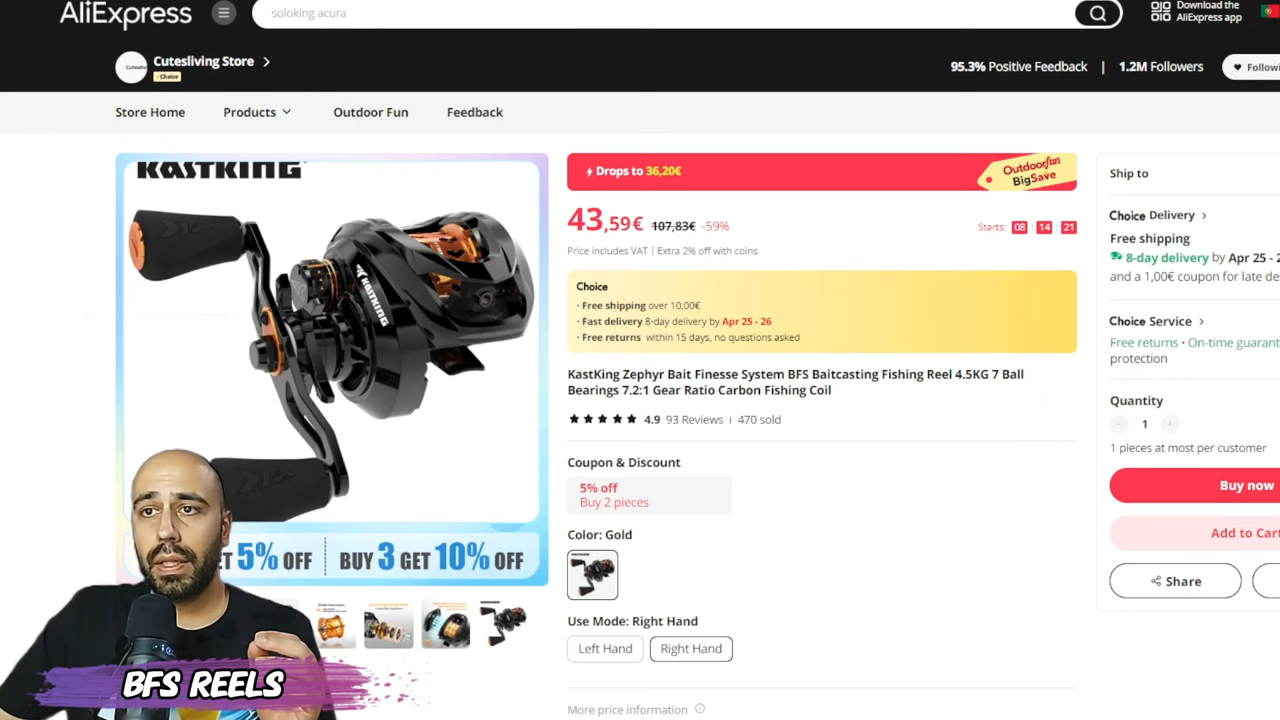 AliExpress
soloking acura
Download the
AliExpress app
Cutesliving Store
Choice
95.3% Positive Feedback | 1.2M Followers
Store Home
Products
Outdoor Fun
Feedback
KASTKING
KASTKING
5% OFF
BUY 3 GET 10% OFF
Drops to 36,20€
Outdoorfun
BigSave
43,59€ 107,83€ -59%
Starts: 08 : 14 : 21
Price includes VAT | Extra 2% off with coins
Choice
· Free shipping over 10,00€
· Fast delivery 8-day delivery by Apr 25 - 26
· Free returns within 15 days, no questions asked
KastKing Zephyr Bait Finesse System BFS Baitcasting Fishing Reel 4.5KG 7 Ball
Bearings 7.2:1 Gear Ratio Carbon Fishing Coil
4.9 93 Reviews | 470 sold
Coupon & Discount
5% off
Buy 2 pieces
Color: Gold
Use Mode: Right Hand
Left Hand
Right Hand
More price information
Ship to
Choice Delivery
Free shipping
8-day delivery by Apr 25 -
and a 1,00€ coupon for late
Choice Service
Free returns · On-time
protection
Quantity
1
1 pieces at most per customer
Buy now
Add to
Share
BFS REELS